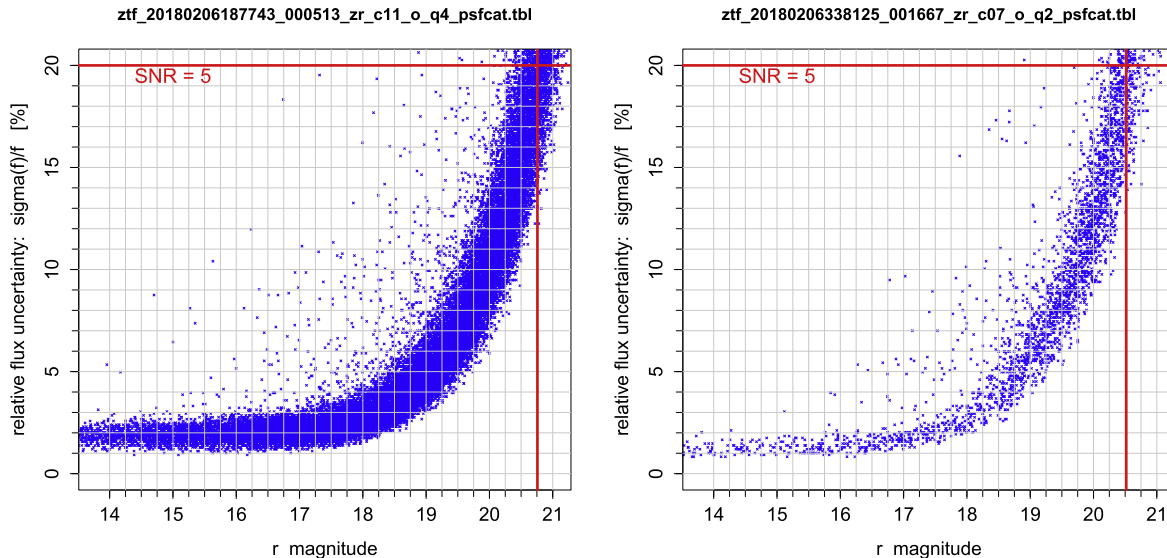 ztf_20180206187743_000513_zr_c11_o_q4_psfcat.tbl
relative flux uncertainty: sigma(f)/f [%]
20
15
10
5
0
SNR = 5
14 15 16 17 18 19 20 21
r magnitude
ztf_20180206338125_001667_zr_c07_o_q2_psfcat.tbl
relative flux uncertainty: sigma(f)/f [%]
20
15
10
5
0
SNR = 5
14 15 16 17 18 19 20 21
r magnitude